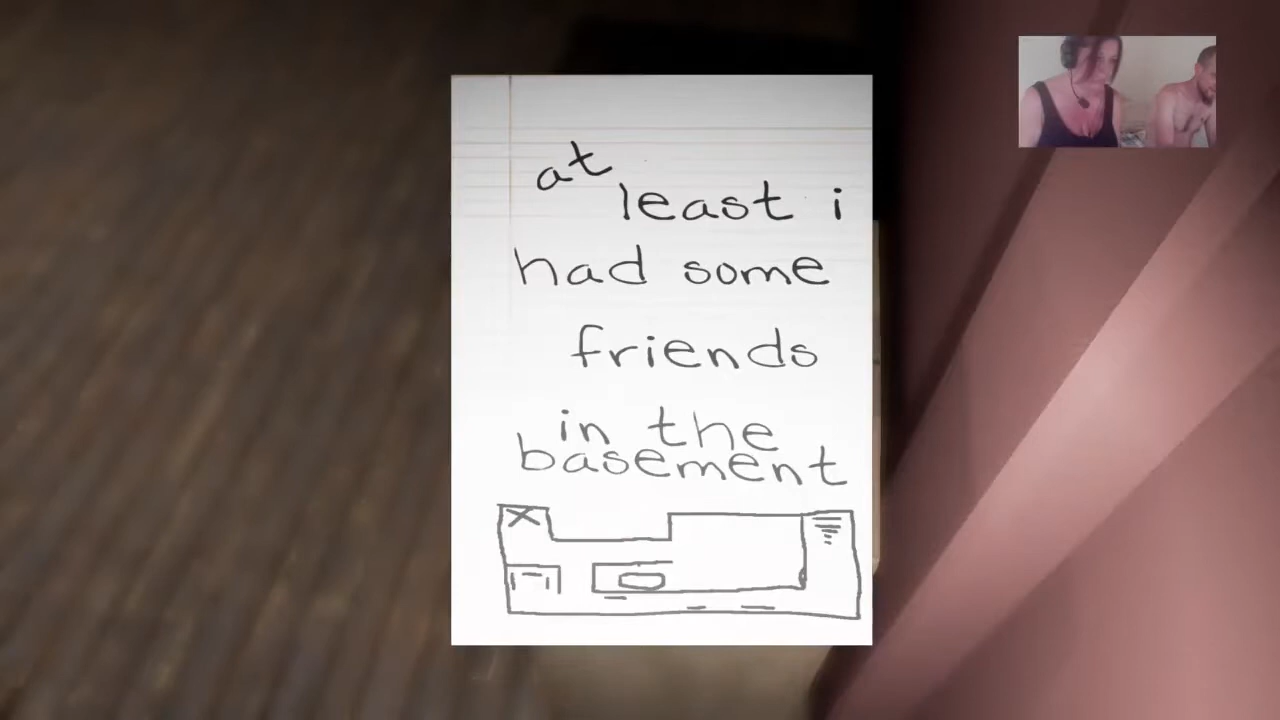 at
least i
had some
friends
in the
basement